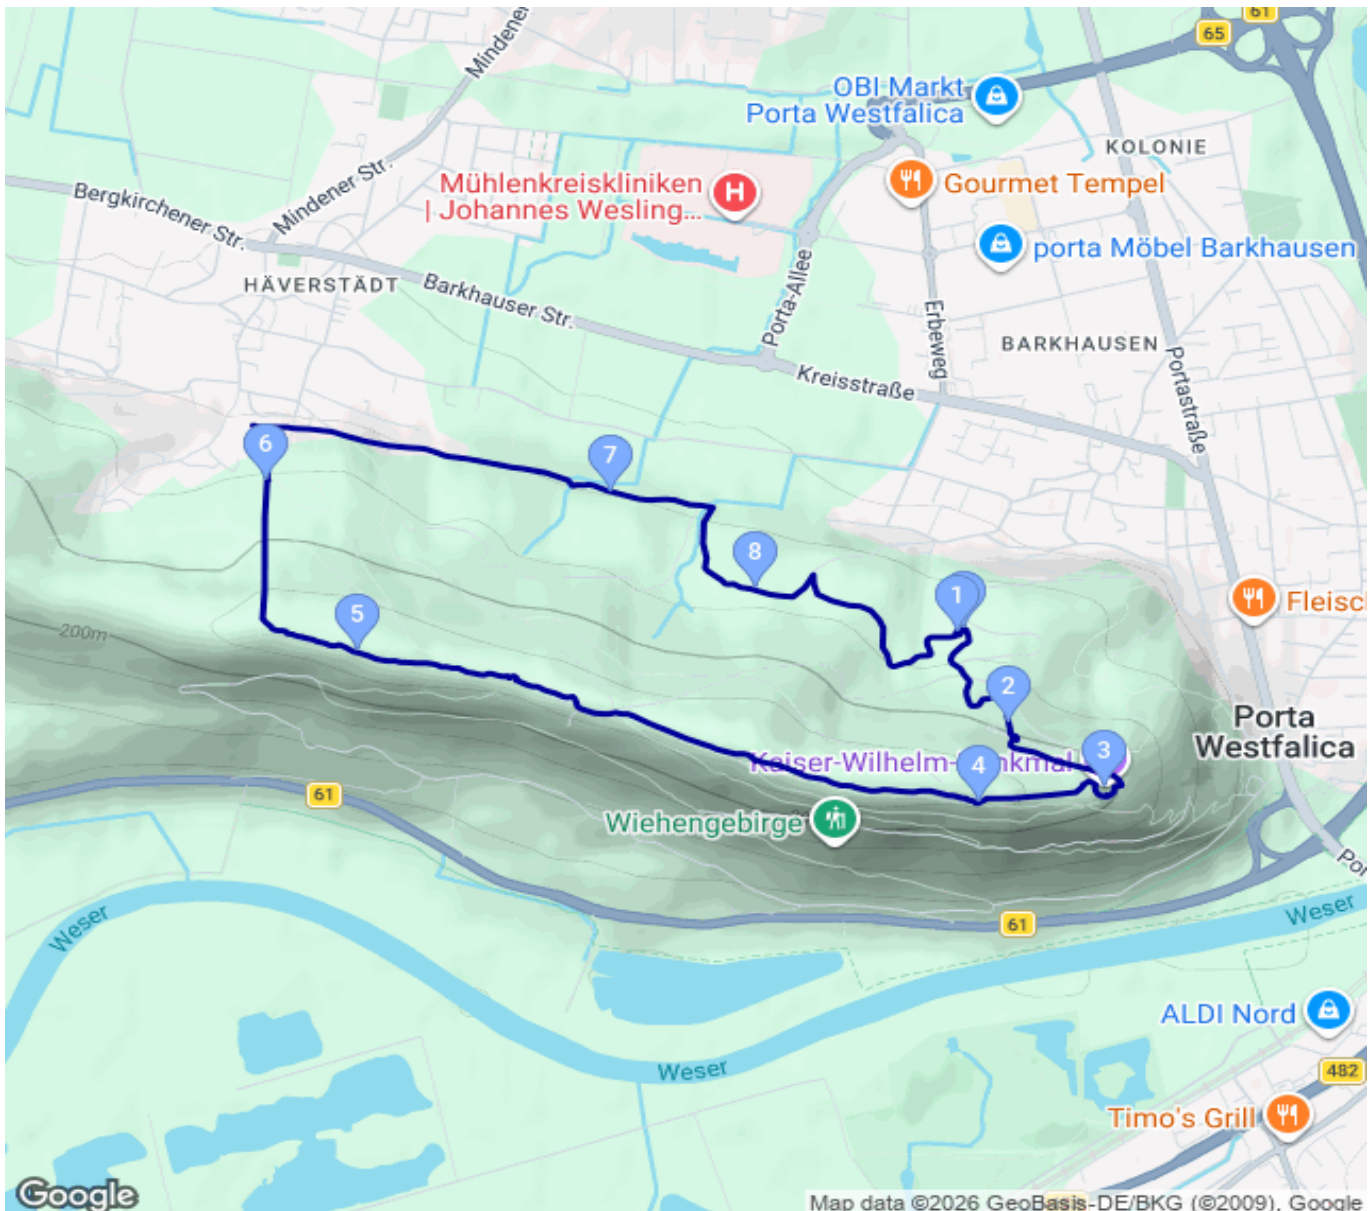 61
65
Mindener
OBI Markt
Porta Westfalica
KOLONIE
Mindener Str.
Mühlenkreiskliniken
| Johannes Wesling...
H
Gourmet Tempel
Bergkirchener Str.
porta Möbel Barkhausen
HÄVERSTÄDT
Barkhauser Str.
Porta-Allee
Erbeweg
BARKHAUSEN
Kreisstraße
Portastraße
6
7
8
1
Fleisch
5
200m
2
Porta
Westfalica
Kaiser-Wilhelm-Denkmal
3
4
61
Wiehengebirge
61
Weser
Weser
ALDI Nord
Weser
482
Timo's Grill
Google
Map data ©2026 GeoBasis-DE/BKG (©2009), Google